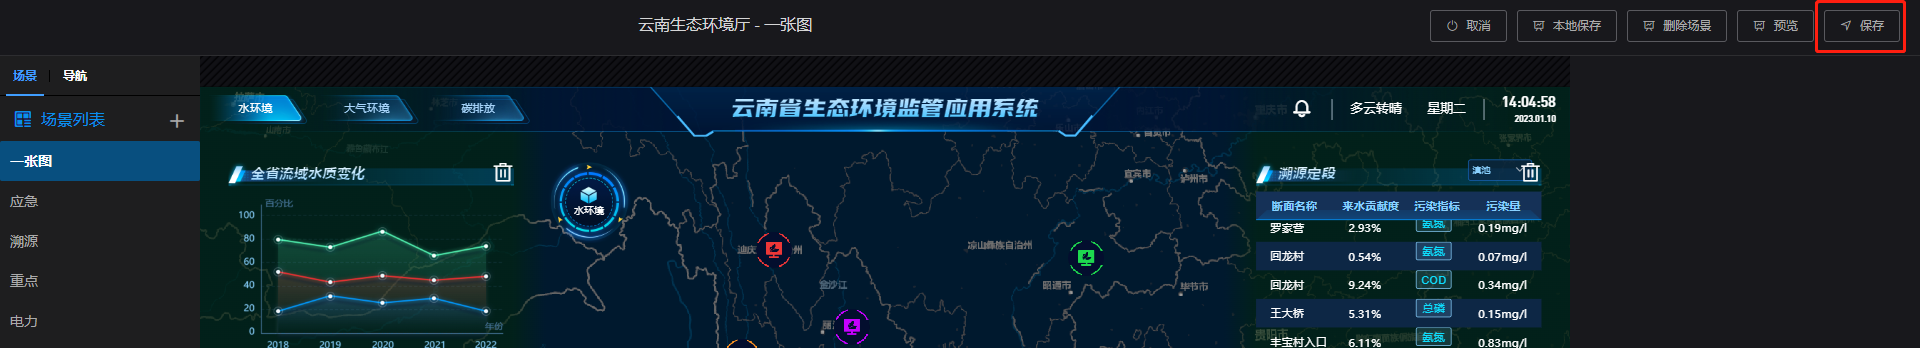 云南生态环境厅 - 一张图
取消
本地保存
删除场景
预览
保存
场景
导航
场景列表
一张图
应急
溯源
重点
电力
水环境
大气环境
碳排放
云南省生态环境监管应用系统
多云转晴
星期二
14:04:58
2023.01.10
全省流域水质变化
百分比
100
80
60
40
20
0
年份
2018 2019 2020 2021 2022
水环境
迪庆
州
凉山彝族自治州
宜宾市
泸州市
昭通市
毕节市
金沙江
贵阳市
溯源定段
滇池
断面名称 来水贡献度 污染指标 污染量
罗家营 2.93% 氨氮 0.19mg/l
回龙村 0.54% 氨氮 0.07mg/l
回龙村 9.24% COD 0.34mg/l
王大桥 5.31% 总磷 0.15mg/l
丰宝村入口 6.11% 氨氮 0.83mg/l